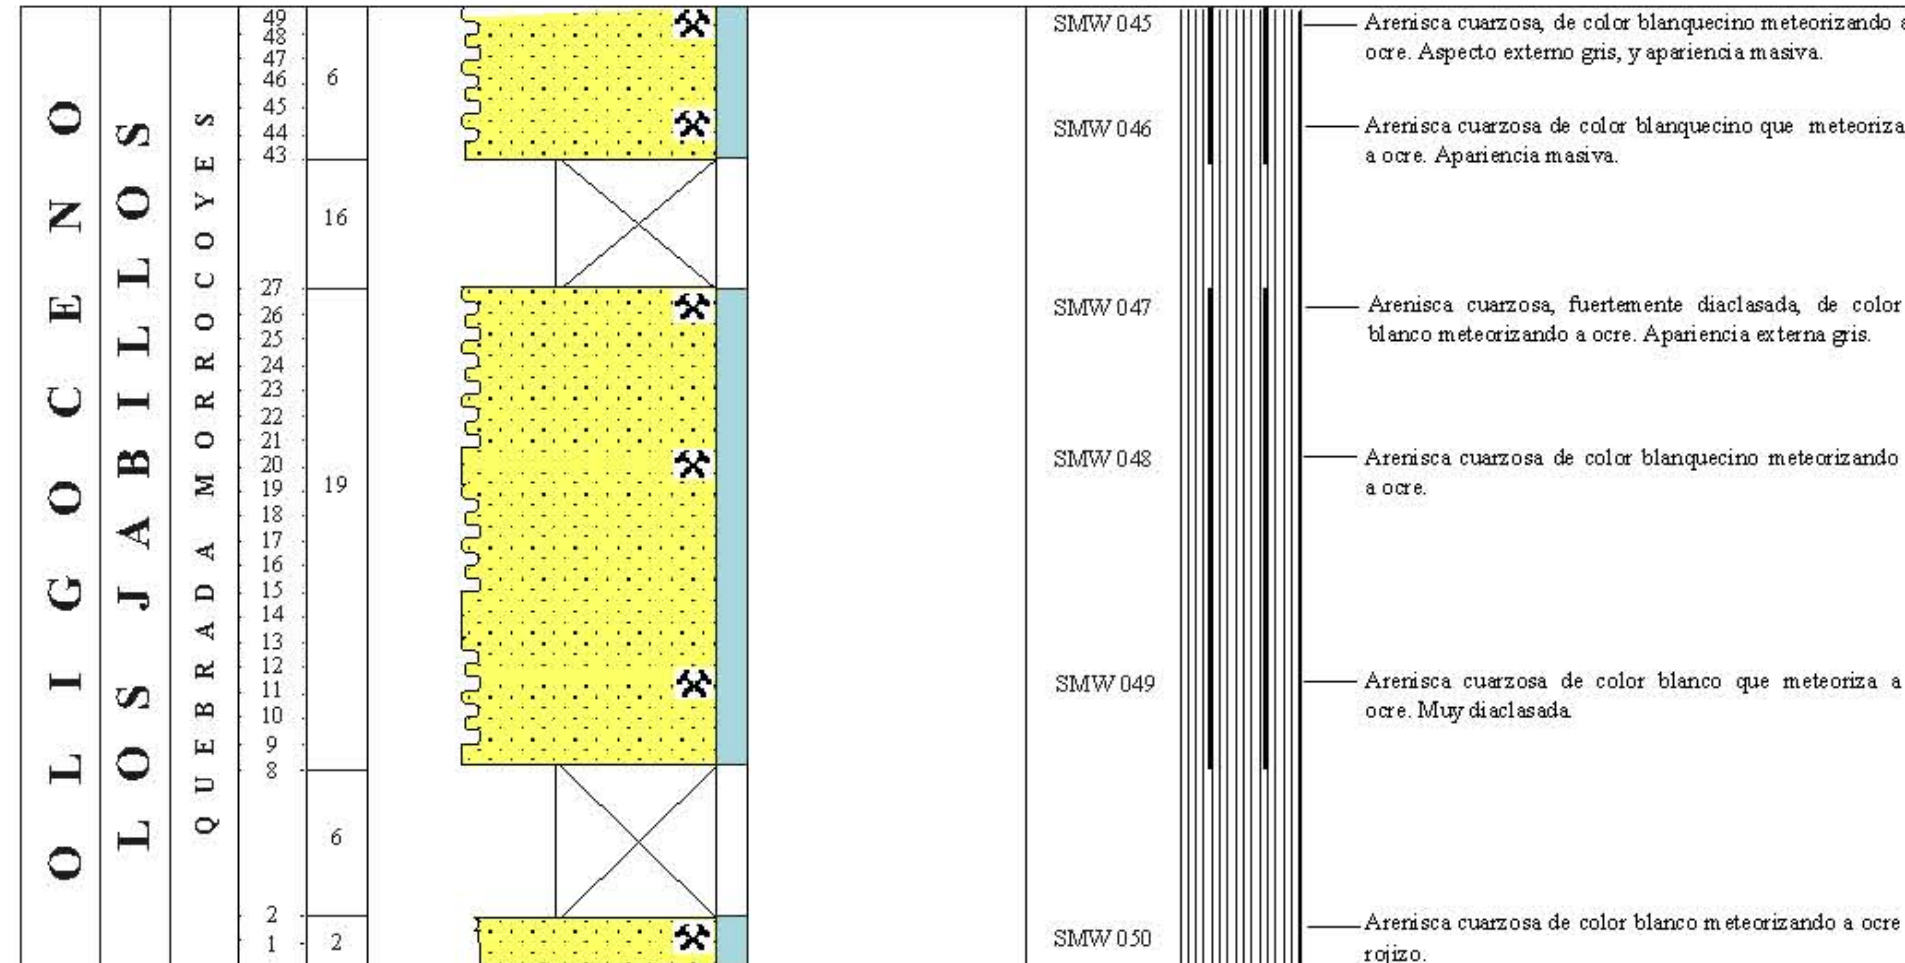 OLIGOCENO
LOS JABILLOS
QUEBRADA MORROCOYES
49
48
47
46
45
44
43
27
26
25
24
23
22
21
20
19
18
17
16
15
14
13
12
11
10
9
8
2
1
6
16
19
6
2
SMW 045
Arenisca cuarzosa, de color blanquecino meteorizando a
ocre. Aspecto externo gris, y apariencia masiva.
SMW 046
Arenisca cuarzosa de color blanquecino que meteoriza
a ocre. Apariencia masiva.
SMW 047
Arenisca cuarzosa, fuertemente diaclasada, de color
blanco meteorizando a ocre. Apariencia externa gris.
SMW 048
Arenisca cuarzosa de color blanquecino meteorizando
a ocre.
SMW 049
Arenisca cuarzosa de color blanco que meteoriza a
ocre. Muy diaclasada
SMW 050
Arenisca cuarzosa de color blanco meteorizando a ocre
rojizo.